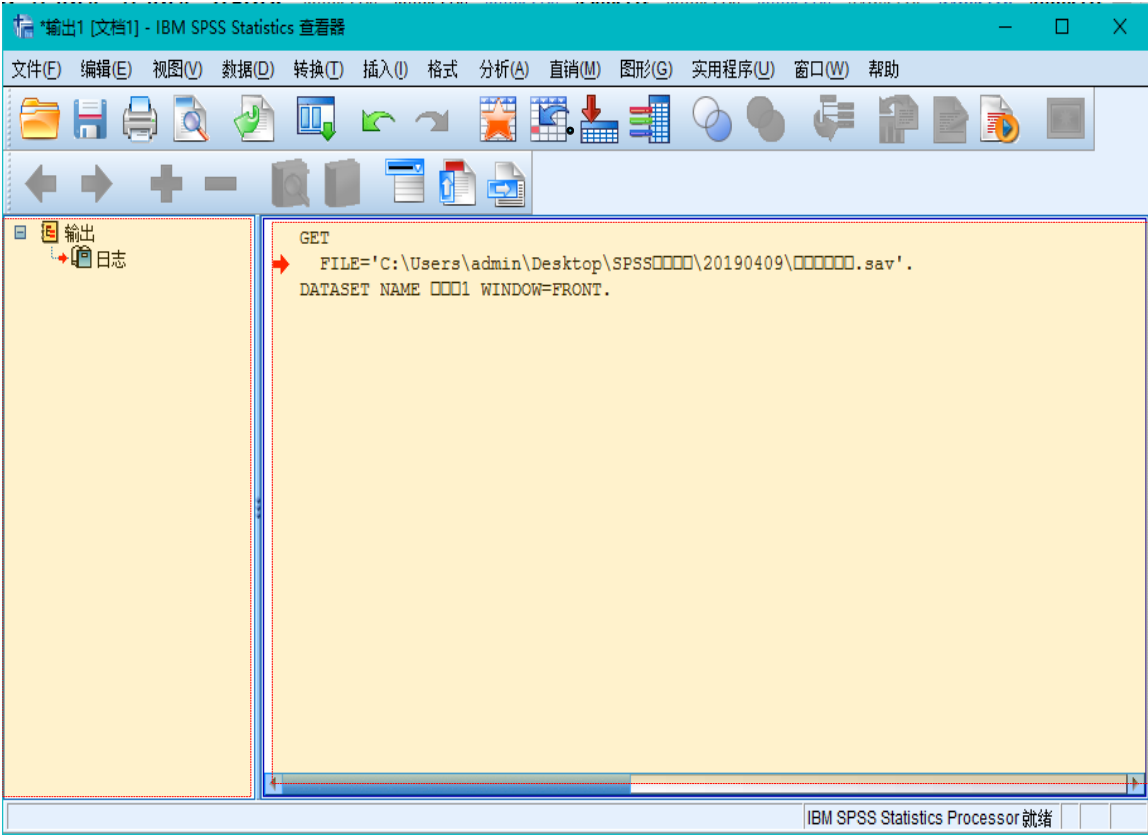 *输出1 [文档1] - IBM SPSS Statistics 查看器
文件(F) 编辑(E) 视图(V) 数据(D) 转换(T) 插入(I) 格式 分析(A) 直销(M) 图形(G) 实用程序(U) 窗口(W) 帮助
输出
日志
GET
FILE='C:\Users\admin\Desktop\SPSS□□□□\20190409\□□□□□□.sav'.
DATASET NAME □□□1 WINDOW=FRONT.
IBM SPSS Statistics Processor 就绪